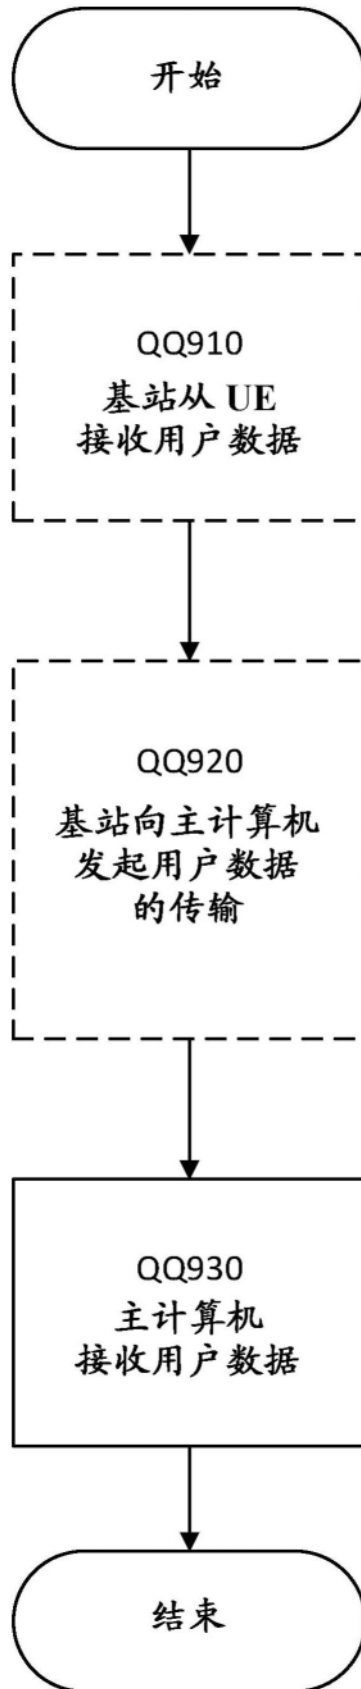 开始
QQ910
基站从 UE
接收用户数据
QQ920
基站向主计算机
发起用户数据
的传输
QQ930
主计算机
接收用户数据
结束